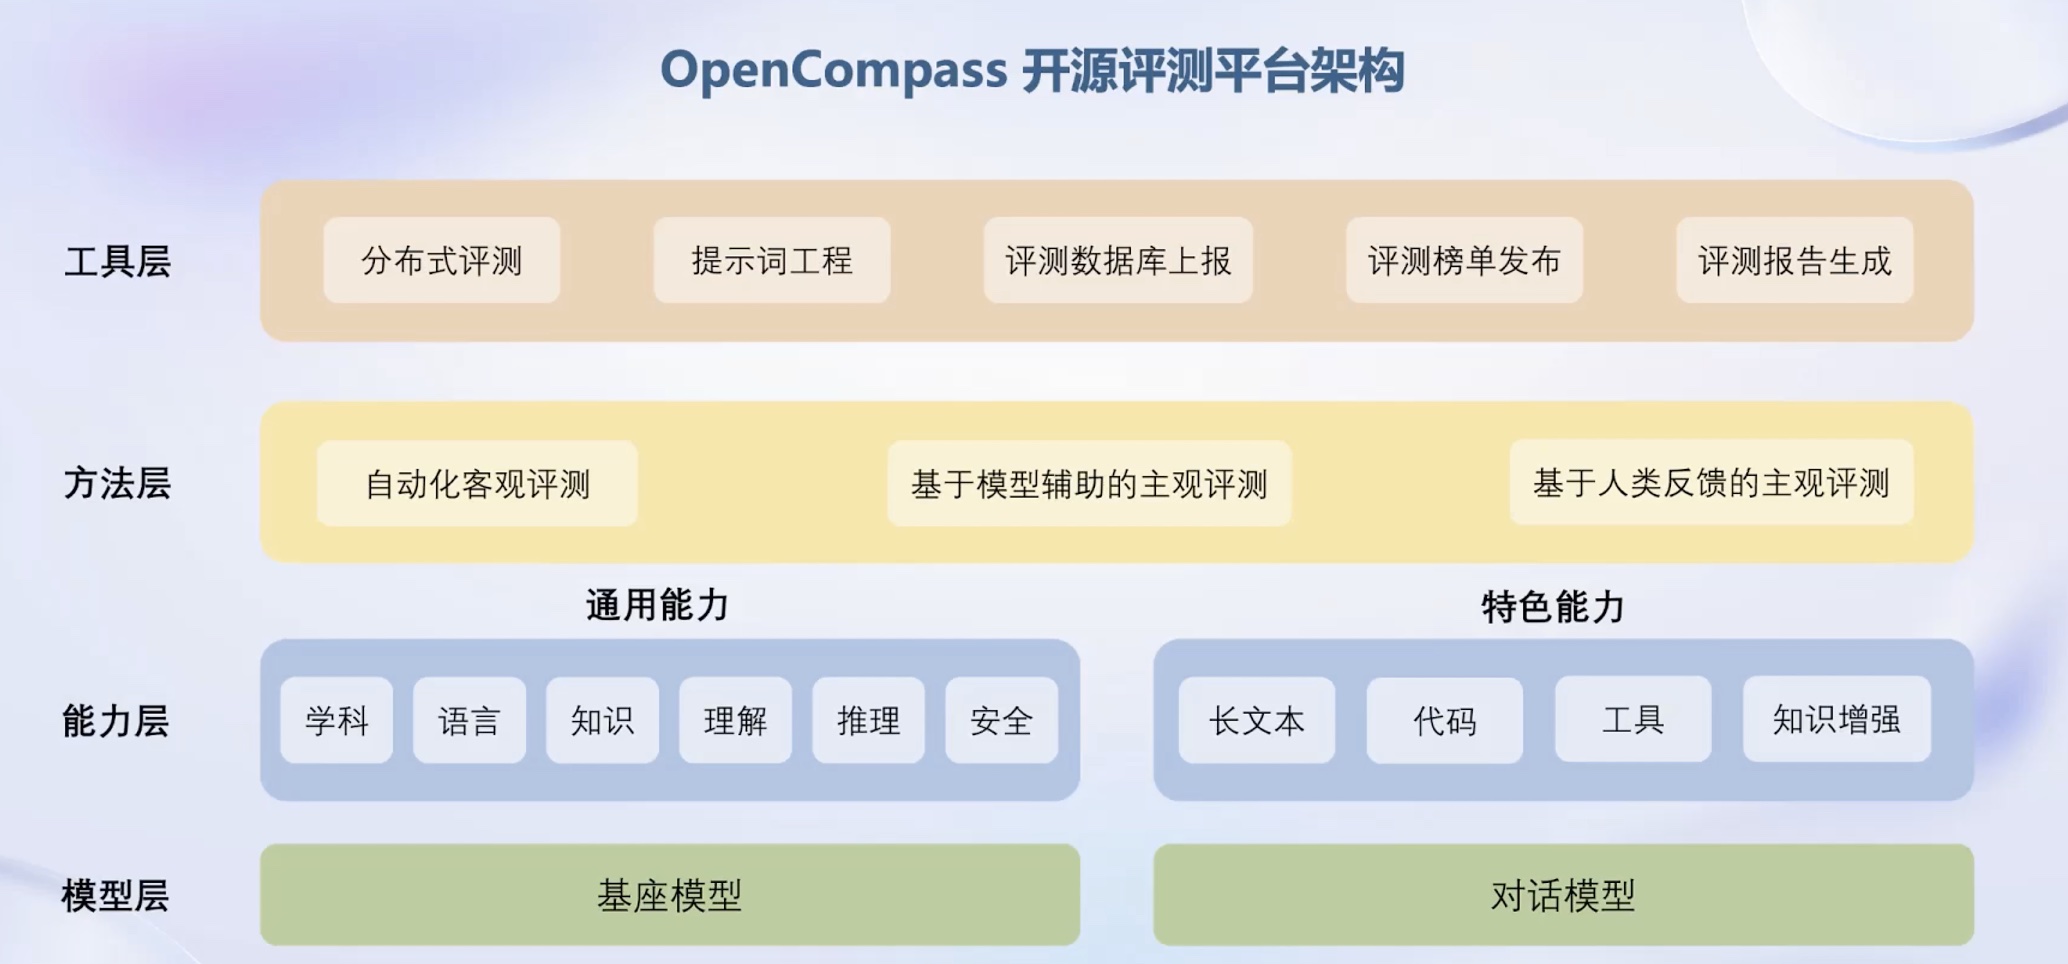 OpenCompass 开源评测平台架构
工具层
分布式评测
提示词工程
评测数据库上报
评测榜单发布
评测报告生成
方法层
自动化客观评测
基于模型辅助的主观评测
基于人类反馈的主观评测
通用能力
特色能力
能力层
学科
语言
知识
理解
推理
安全
长文本
代码
工具
知识增强
模型层
基座模型
对话模型